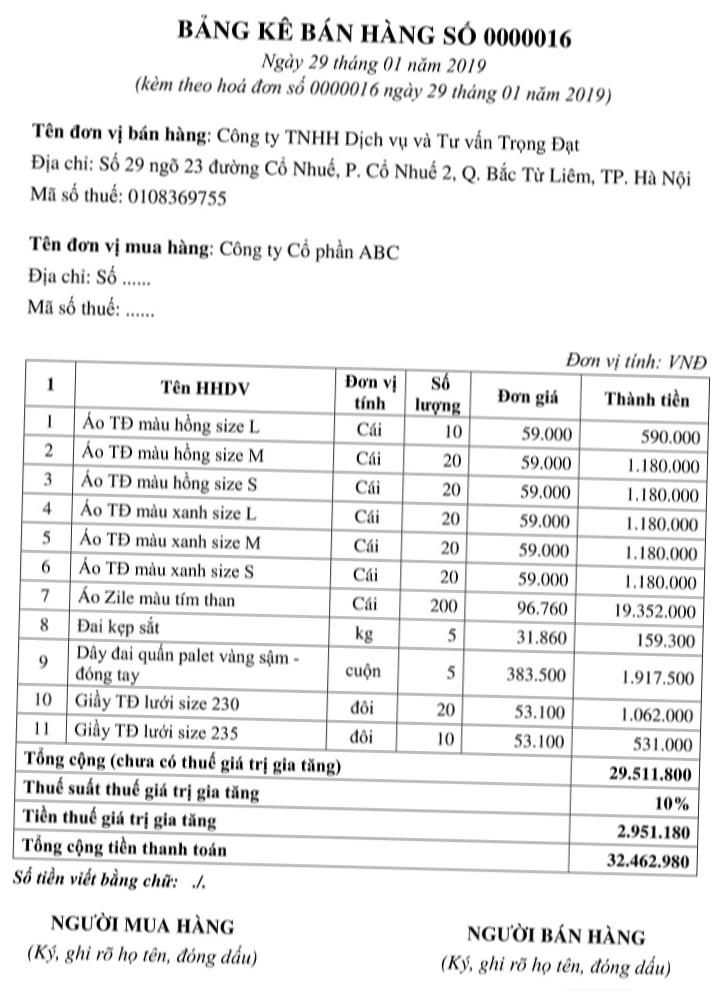 BẢNG KÊ BÁN HÀNG SỐ 0000016
Ngày 29 tháng 01 năm 2019
(kèm theo hoá đơn số 0000016 ngày 29 tháng 01 năm 2019)
Tên đơn vị bán hàng: Công ty TNHH Dịch vụ và Tư vấn Trọng Đạt
Địa chỉ: Số 29 ngõ 23 đường Cổ Nhuế, P. Cổ Nhuế 2, Q. Bắc Từ Liêm, TP. Hà Nội
Mã số thuế: 0108369755
Tên đơn vị mua hàng: Công ty Cổ phần ABC
Địa chỉ: Số ......
Mã số thuế: ......
Đơn vị tính: VNĐ
1 Tên HHDV Đơn vị tính Số lượng Đơn giá Thành tiền
1 Áo TĐ màu hồng size L Cái 10 59.000 590.000
2 Áo TĐ màu hồng size M Cái 20 59.000 1.180.000
3 Áo TĐ màu hồng size S Cái 20 59.000 1.180.000
4 Áo TĐ màu xanh size L Cái 20 59.000 1.180.000
5 Áo TĐ màu xanh size M Cái 20 59.000 1.180.000
6 Áo TĐ màu xanh size S Cái 20 59.000 1.180.000
7 Áo Zile màu tím than Cái 200 96.760 19.352.000
8 Đai kẹp sắt kg 5 31.860 159.300
9 Dây đai quấn palet vàng sậm -
đóng tay cuộn 5 383.500 1.917.500
10 Giầy TĐ lưới size 230 đôi 20 53.100 1.062.000
11 Giầy TĐ lưới size 235 đôi 10 53.100 531.000
Tổng cộng (chưa có thuế giá trị gia tăng) 29.511.800
Thuế suất thuế giá trị gia tăng 10%
Tiền thuế giá trị gia tăng 2.951.180
Tổng cộng tiền thanh toán 32.462.980
Số tiền viết bằng chữ: ./.
NGƯỜI MUA HÀNG NGƯỜI BÁN HÀNG
(Ký, ghi rõ họ tên, đóng dấu) (Ký, ghi rõ họ tên, đóng dấu)